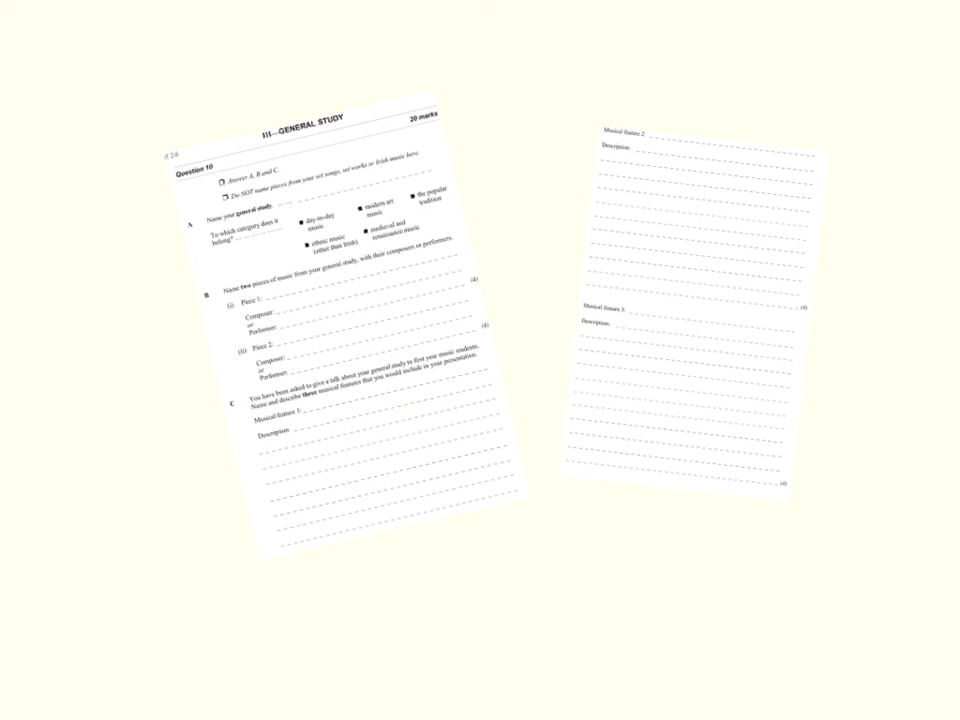 III—GENERAL STUDY
Question 10
20 marks
Answer A, B and C.
Do NOT name pieces from your set songs, set works or Irish music here.
A
Name your general study.
To which category does it belong?
day-to-day music
modern art music
the popular tradition
ethnic music (other than Irish)
medieval and renaissance music
B
Name two pieces of music from your general study, with their composers or performers.
(i) Piece 1:
Composer:
or
Performer:
(4)
(ii) Piece 2:
Composer:
or
Performer:
(4)
C
You have been asked to give a talk about your general study to first year music students.
Name and describe three musical features that you would include in your presentation.
Musical feature 1:
Description:
Musical feature 2:
Description:
(4)
Musical feature 3:
Description:
(4)